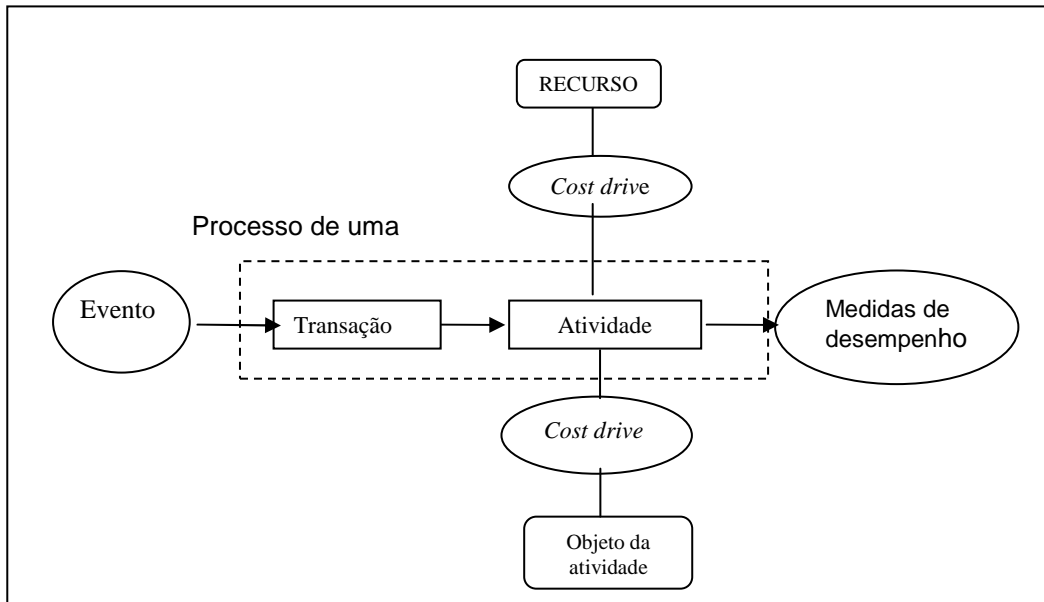 RECURSO
Cost drive
Processo de uma
Evento
Transação
Atividade
Medidas de
desempenho
Cost drive
Objeto da
atividade